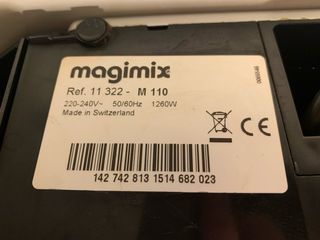 magimix
Ref. 11 322 - M 110
220-240V~ 50/60Hz 1260W
Made in Switzerland
CE
142 742 813 1514 682 023